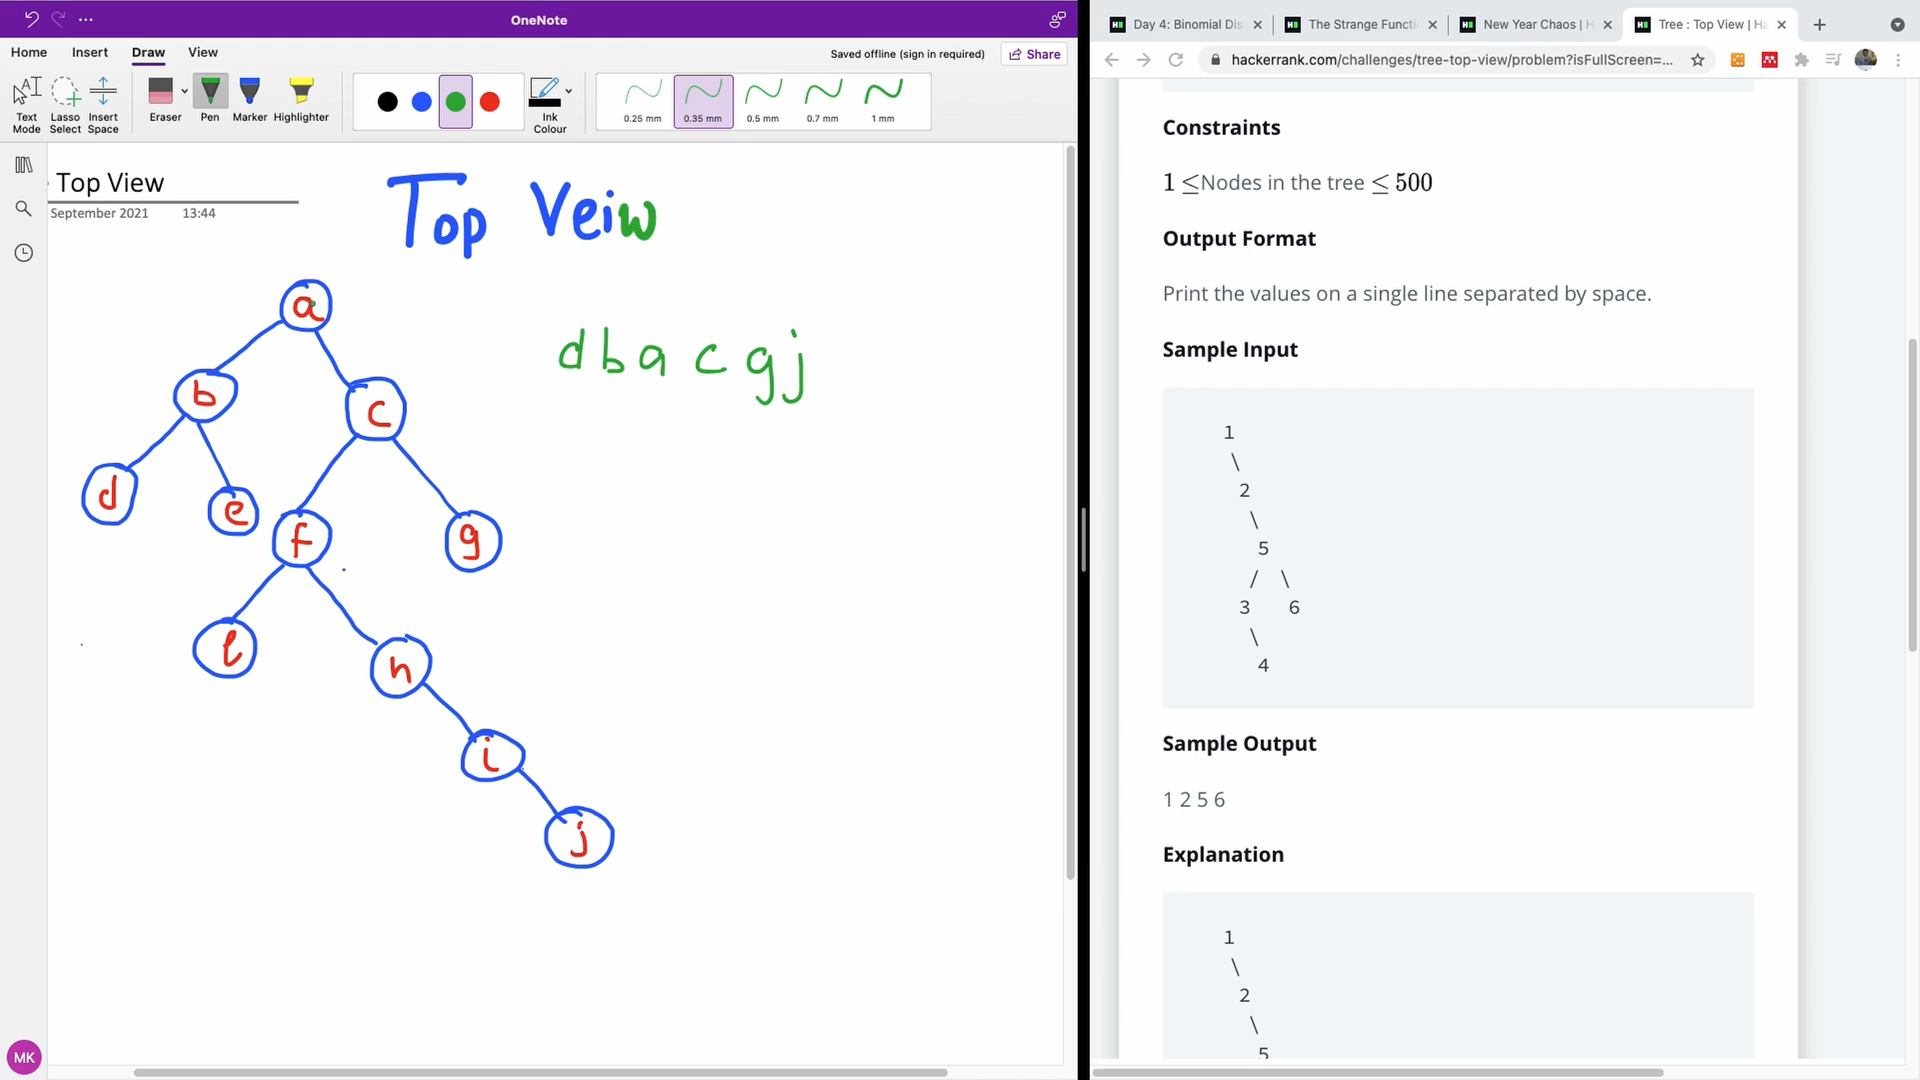 OneNote
Home Insert Draw View
Saved offline (sign in required) Share
Text Mode
Lasso Select
Insert Space
Eraser
Pen
Marker
Highlighter
Ink Colour
0.25 mm
0.35 mm
0.5 mm
0.7 mm
1 mm
Top View
September 2021 13:44
Top Veiw
d b a c g j
a
b
c
d
e
f
g
l
h
i
j
MK
Day 4: Binomial Dis
The Strange Functi
New Year Chaos | H
Tree : Top View | Ha
hackerrank.com/challenges/tree-top-view/problem?isFullScreen=...
Constraints
1 ≤Nodes in the tree ≤ 500
Output Format
Print the values on a single line separated by space.
Sample Input
1
\
2
\
5
/ \
3 6
\
4
Sample Output
1 2 5 6
Explanation
1
\
2
\
5